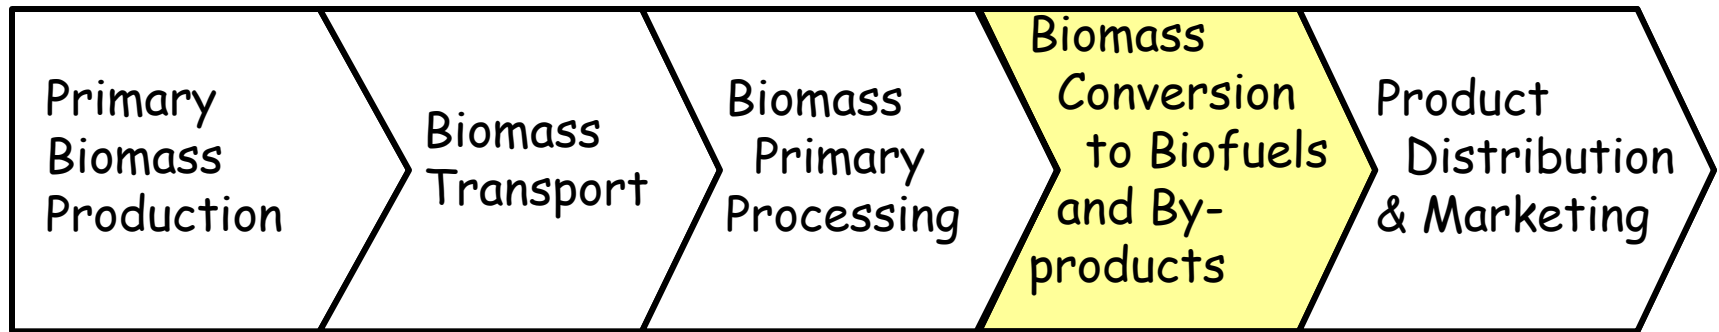 Primary
Biomass
Production
Biomass
Transport
Biomass
Primary
Processing
Biomass
Conversion
to Biofuels
and By-
products
Product
Distribution
& Marketing